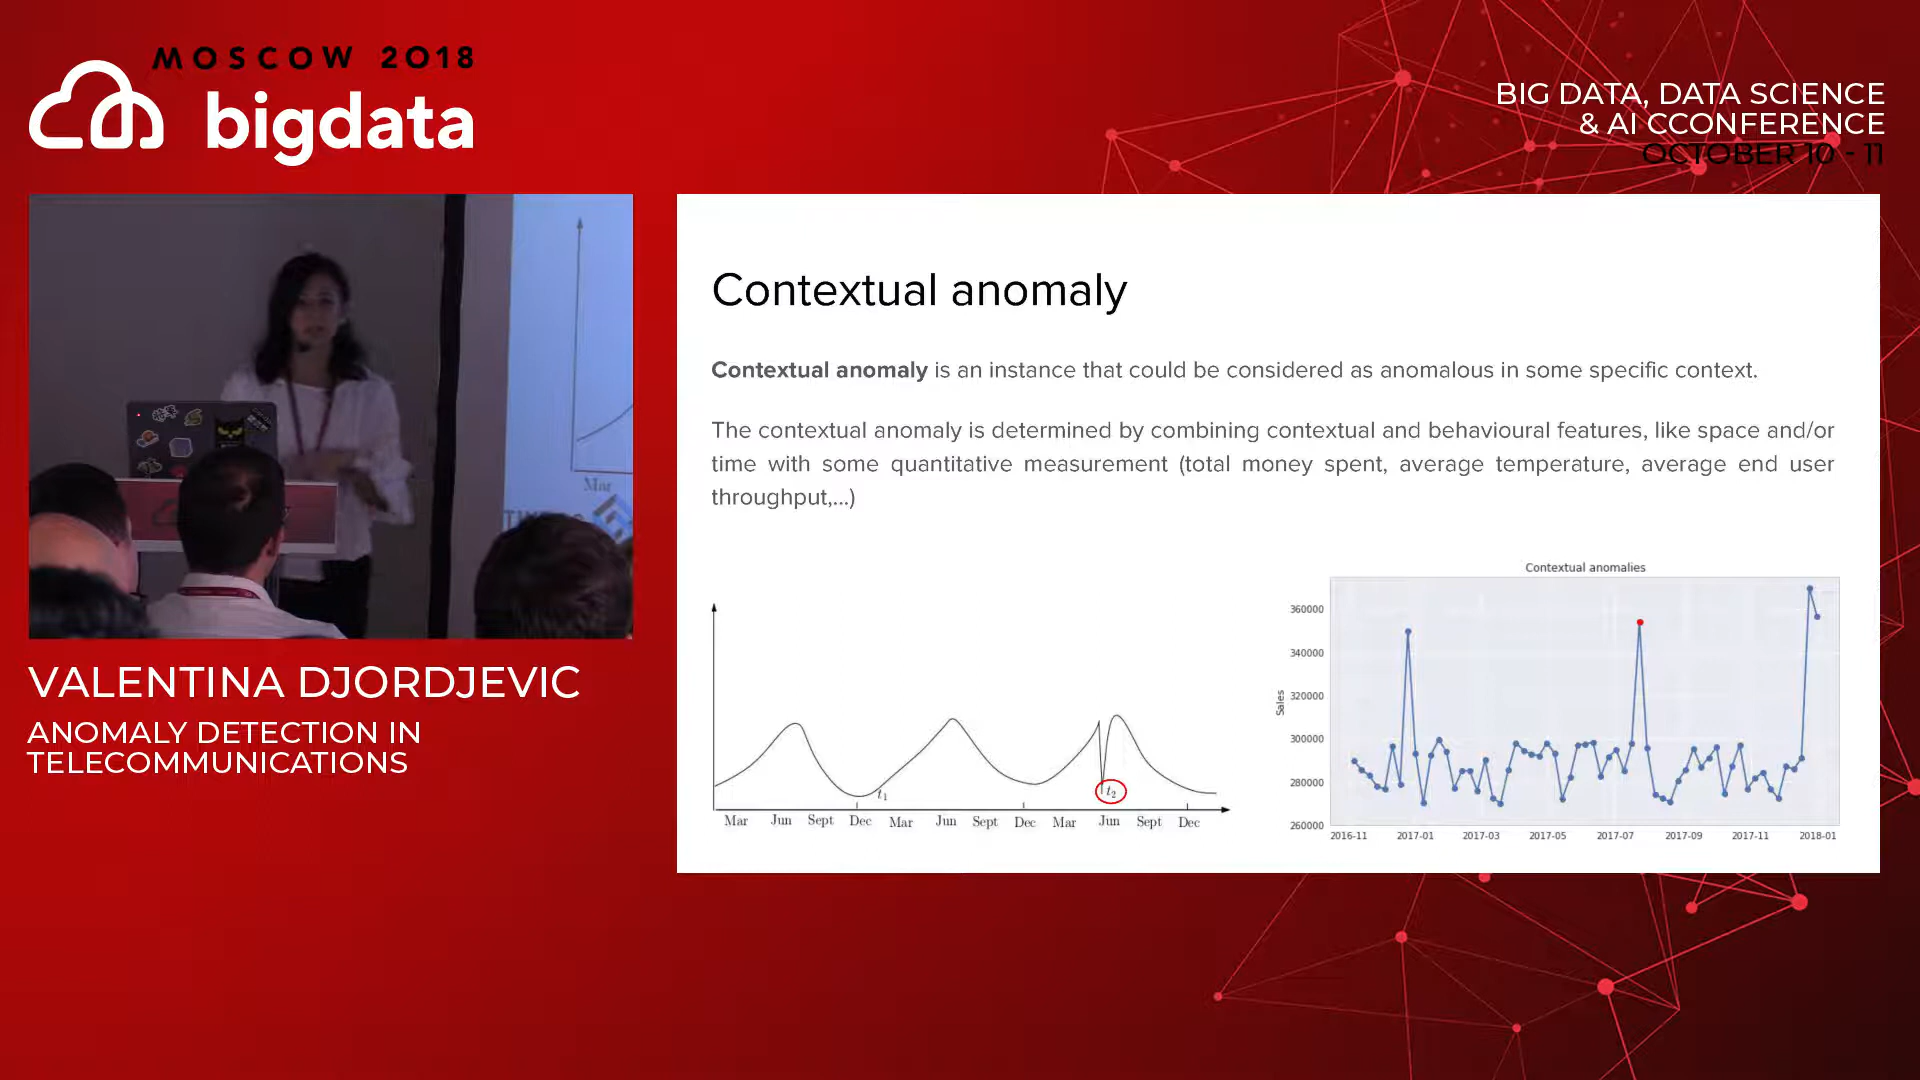 MOSCOW 2018
bigdata
BIG DATA, DATA SCIENCE
& AI CCONFERENCE
OCTOBER 10 - 11
Mar
VALENTINA DJORDJEVIC
ANOMALY DETECTION IN
TELECOMMUNICATIONS
Contextual anomaly
Contextual anomaly is an instance that could be considered as anomalous in some specific context.
The contextual anomaly is determined by combining contextual and behavioural features, like space and/or
time with some quantitative measurement (total money spent, average temperature, average end user
throughput,...)
t1
t2
Mar Jun Sept Dec Mar Jun Sept Dec Mar Jun Sept Dec
Contextual anomalies
Sales
360000
340000
320000
300000
280000
260000
2016-11 2017-01 2017-03 2017-05 2017-07 2017-09 2017-11 2018-01